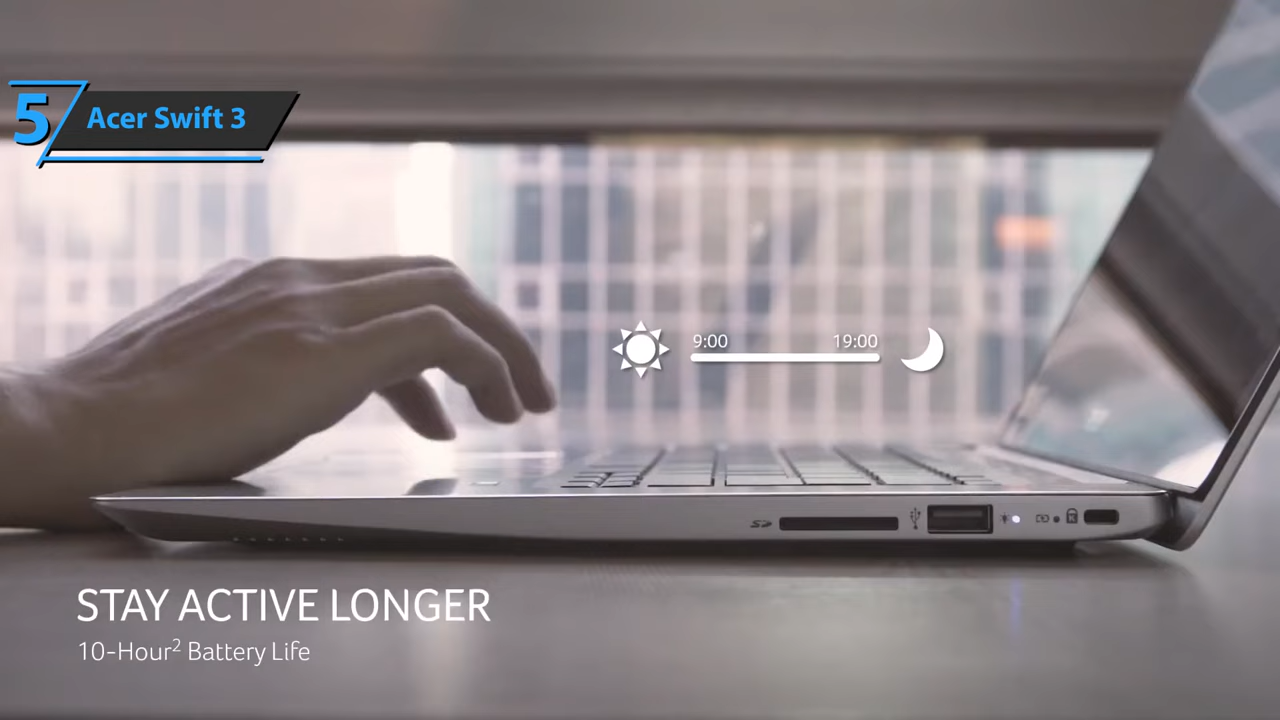 5 Acer Swift 3
9:00 19:00
STAY ACTIVE LONGER
10-Hour² Battery Life